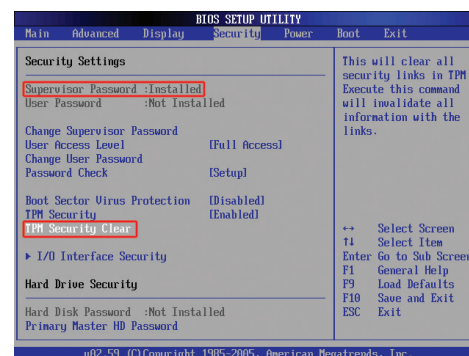 BIOS SETUP UTILITY
Main Advanced Display Security Power Boot Exit
Security Settings
Supervisor Password :Installed
User Password :Not Installed
Change Supervisor Password
User Access Level [Full Access]
Change User Password
Password Check [Setup]
Boot Sector Virus Protection [Disabled]
TPM Security [Enabled]
TPM Security Clear
▶ I/O Interface Security
Hard Drive Security
Hard Disk Password :Not Installed
Primary Master HD Password
This will clear all
security links in TPM
Execute this command
will invalidate all
information with the
links.
↔ Select Screen
↑↓ Select Item
Enter Go to Sub Screen
F1 General Help
F9 Load Defaults
F10 Save and Exit
ESC Exit
v02.59 (C)Copyright 1985-2005, American Megatrends, Inc.